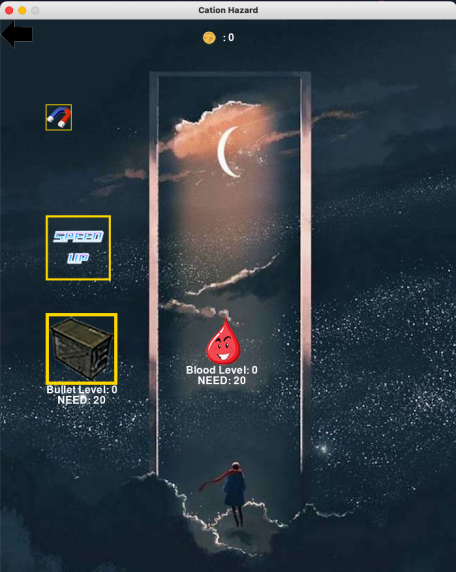 Cation Hazard
: 0
SPEED
UP
Bullet Level: 0
NEED: 20
Blood Level: 0
NEED: 20